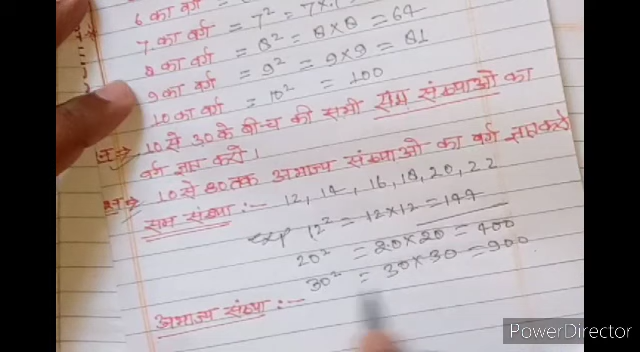 6 का वर्ग
7 का वर्ग = 7² = 7×
8 का वर्ग = 8² = 8×8 = 64
9 का वर्ग = 9² = 9×9 = 81
10 का वर्ग = 10² = 100
10 से 30 के बीच की सभी सम संख्याओं का
वर्ग ज्ञात करो।
10 से 80 तक अभाज्य संख्याओं का वर्ग ज्ञात करो
सम संख्या :- 12, 14, 16, 18, 20, 22
exp 12² = 12×12 = 144
20² = 20×20 = 400
30² = 30×30 = 900
अभाज्य संख्या :-
PowerDirector